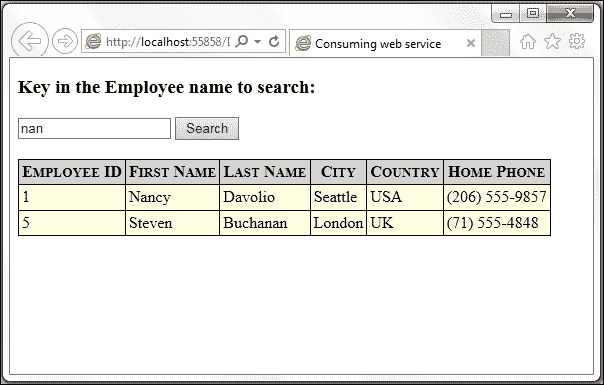 http://localhost:55858/
Consuming web service
Key in the Employee name to search:
nan
Search
EMPLOYEE ID FIRST NAME LAST NAME CITY COUNTRY HOME PHONE
1 Nancy Davolio Seattle USA (206) 555-9857
5 Steven Buchanan London UK (71) 555-4848